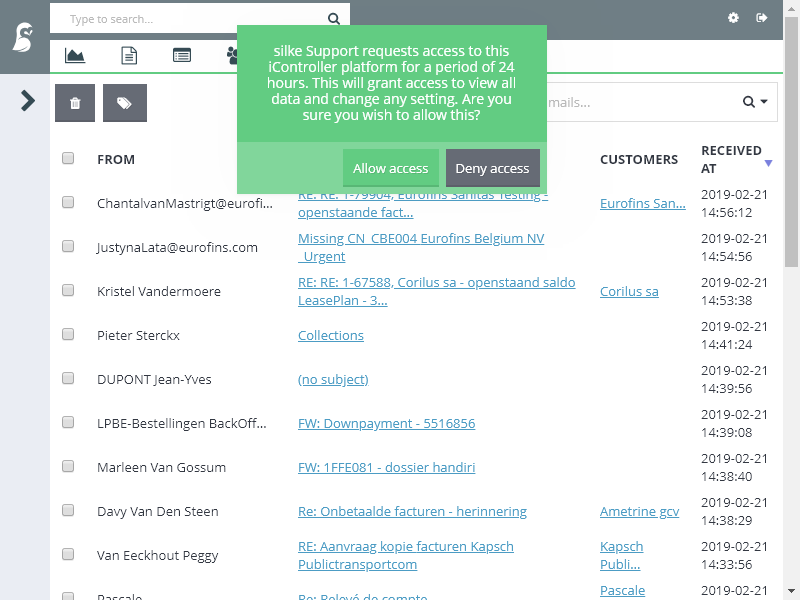 Type to search...
silke Support requests access to this
iController platform for a period of 24
hours. This will grant access to view all
data and change any setting. Are you
sure you wish to allow this?
Allow access
Deny access
mails...
FROM
CUSTOMERS
RECEIVED
AT
ChantalvanMastrigt@eurofi...
RE: RE: 1-79904, Eurofins Sanitas Testing -
openstaande fact...
Eurofins San...
2019-02-21
14:56:12
JustynaLata@eurofins.com
Missing CN_CBE004 Eurofins Belgium NV
_Urgent
2019-02-21
14:54:56
Kristel Vandermoere
RE: RE: 1-67588, Corilus sa - openstaand saldo
LeasePlan - 3...
Corilus sa
2019-02-21
14:53:38
Pieter Sterckx
Collections
2019-02-21
14:41:24
DUPONT Jean-Yves
(no subject)
2019-02-21
14:39:56
LPBE-Bestellingen BackOff...
FW: Downpayment - 5516856
2019-02-21
14:39:08
Marleen Van Gossum
FW: 1FFE081 - dossier handiri
2019-02-21
14:38:40
Davy Van Den Steen
Re: Onbetaalde facturen - herinnering
Ametrine gcv
2019-02-21
14:38:29
Van Eeckhout Peggy
RE: Aanvraag kopie facturen Kapsch
Publictransportcom
Kapsch
Publi...
2019-02-21
14:33:56
Pascale
Re: Relevé de compte
Pascale
2019-02-21